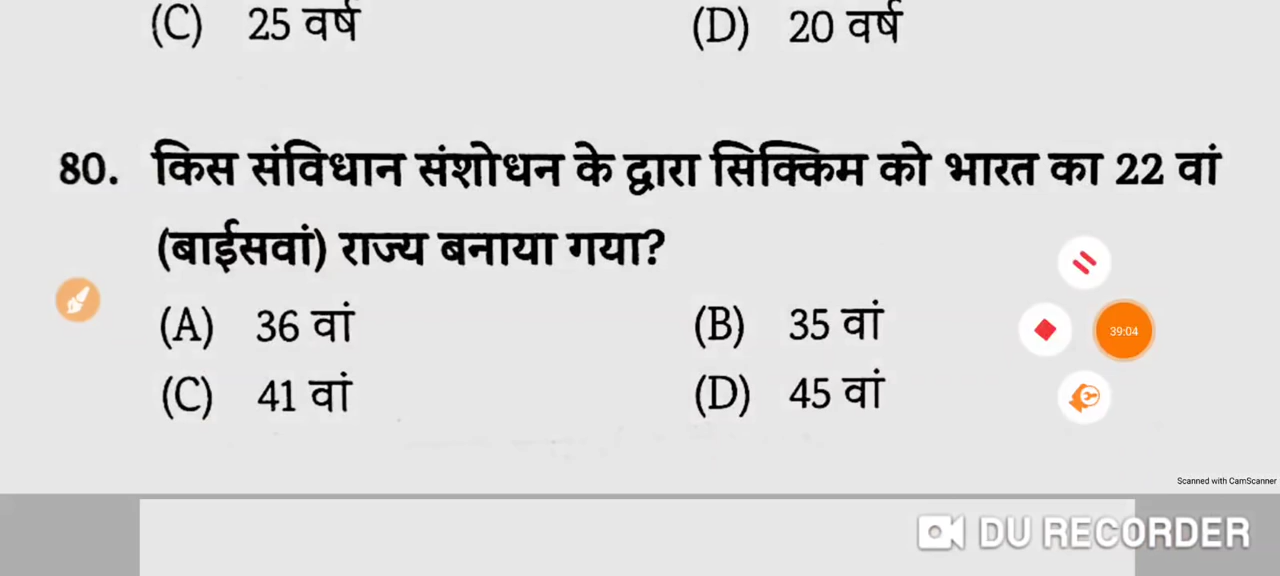 (C) 25 वर्ष (D) 20 वर्ष
80. किस संविधान संशोधन के द्वारा सिक्किम को भारत का 22 वां
(बाईसवां) राज्य बनाया गया?
(A) 36 वां (B) 35 वां
39:04
(C) 41 वां (D) 45 वां
Scanned with CamScanner
DU RECORDER